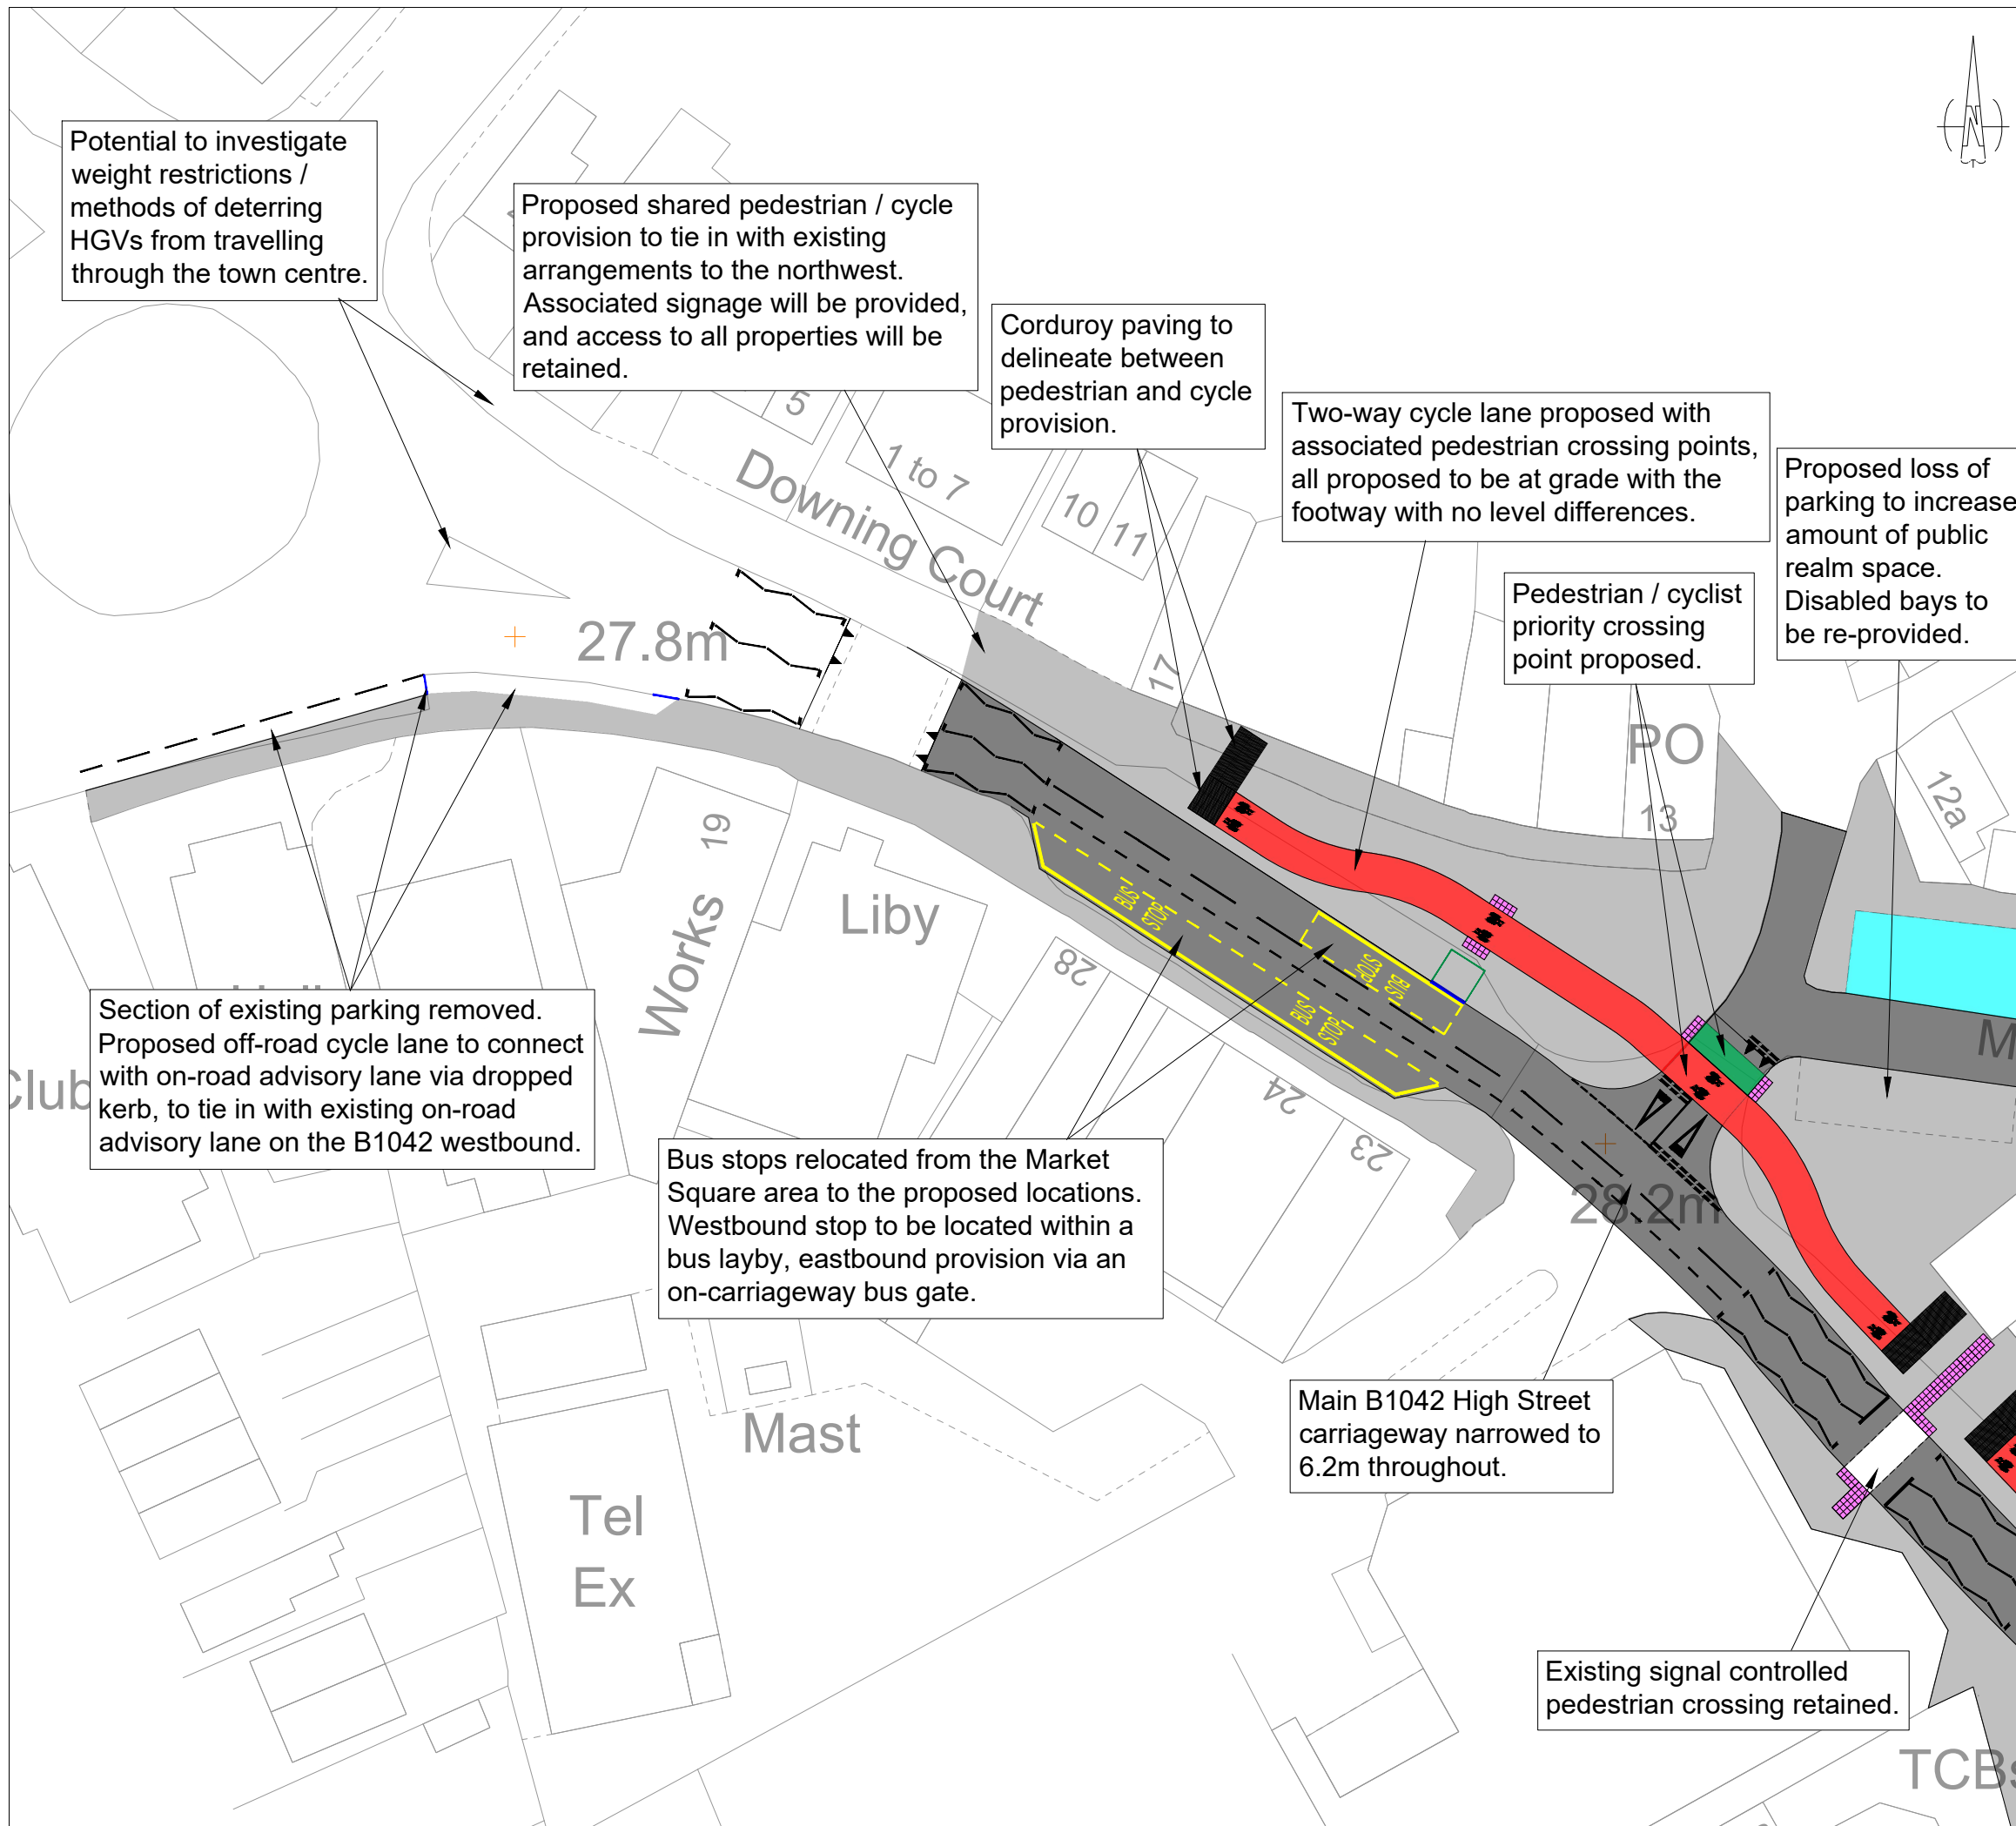 N
Potential to investigate
weight restrictions /
methods of deterring
HGVs from travelling
through the town centre.
Proposed shared pedestrian / cycle
provision to tie in with existing
arrangements to the northwest.
Associated signage will be provided,
and access to all properties will be
retained.
Corduroy paving to
delineate between
pedestrian and cycle
provision.
Two-way cycle lane proposed with
associated pedestrian crossing points,
all proposed to be at grade with the
footway with no level differences.
Proposed loss of
parking to increase
amount of public
realm space.
Disabled bays to
be re-provided.
Pedestrian / cyclist
priority crossing
point proposed.
5
1 to 7
10
11
Downing Court
17
27.8m
PO
13
12a
19
Works
Liby
BUS
STOP
BUS
STOP
BUS
STOP
28
24
23
28.2m
M
Club
Section of existing parking removed.
Proposed off-road cycle lane to connect
with on-road advisory lane via dropped
kerb, to tie in with existing on-road
advisory lane on the B1042 westbound.
Bus stops relocated from the Market
Square area to the proposed locations.
Westbound stop to be located within a
bus layby, eastbound provision via an
on-carriageway bus gate.
Main B1042 High Street
carriageway narrowed to
6.2m throughout.
Mast
Tel
Ex
Existing signal controlled
pedestrian crossing retained.
TCBs